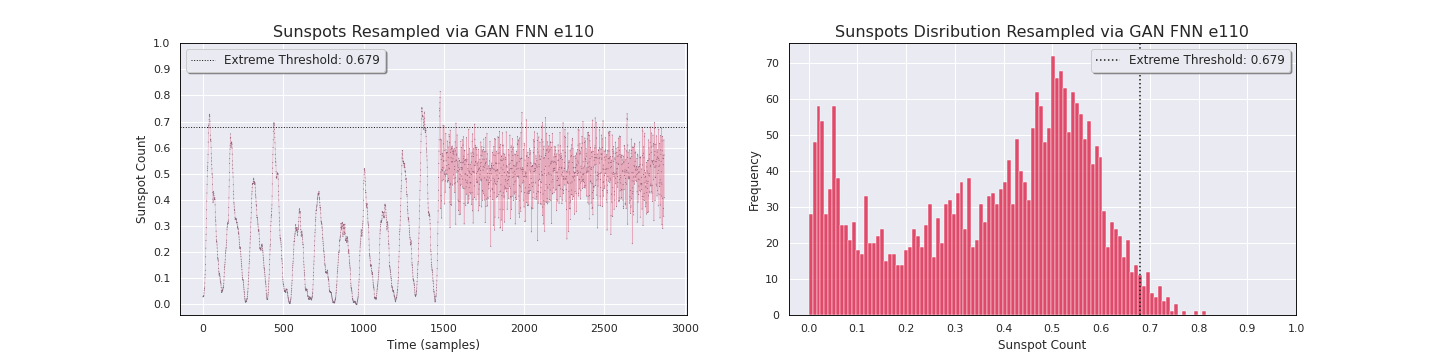 Sunspots Resampled via GAN FNN e110
Extreme Threshold: 0.679
1.0
0.9
0.8
0.7
0.6
0.5
0.4
0.3
0.2
0.1
0.0
Sunspot Count
0 500 1000 1500 2000 2500 3000
Time (samples)
Sunspots Disribution Resampled via GAN FNN e110
Extreme Threshold: 0.679
70
60
50
40
30
20
10
0
Frequency
0.0 0.1 0.2 0.3 0.4 0.5 0.6 0.7 0.8 0.9 1.0
Sunspot Count